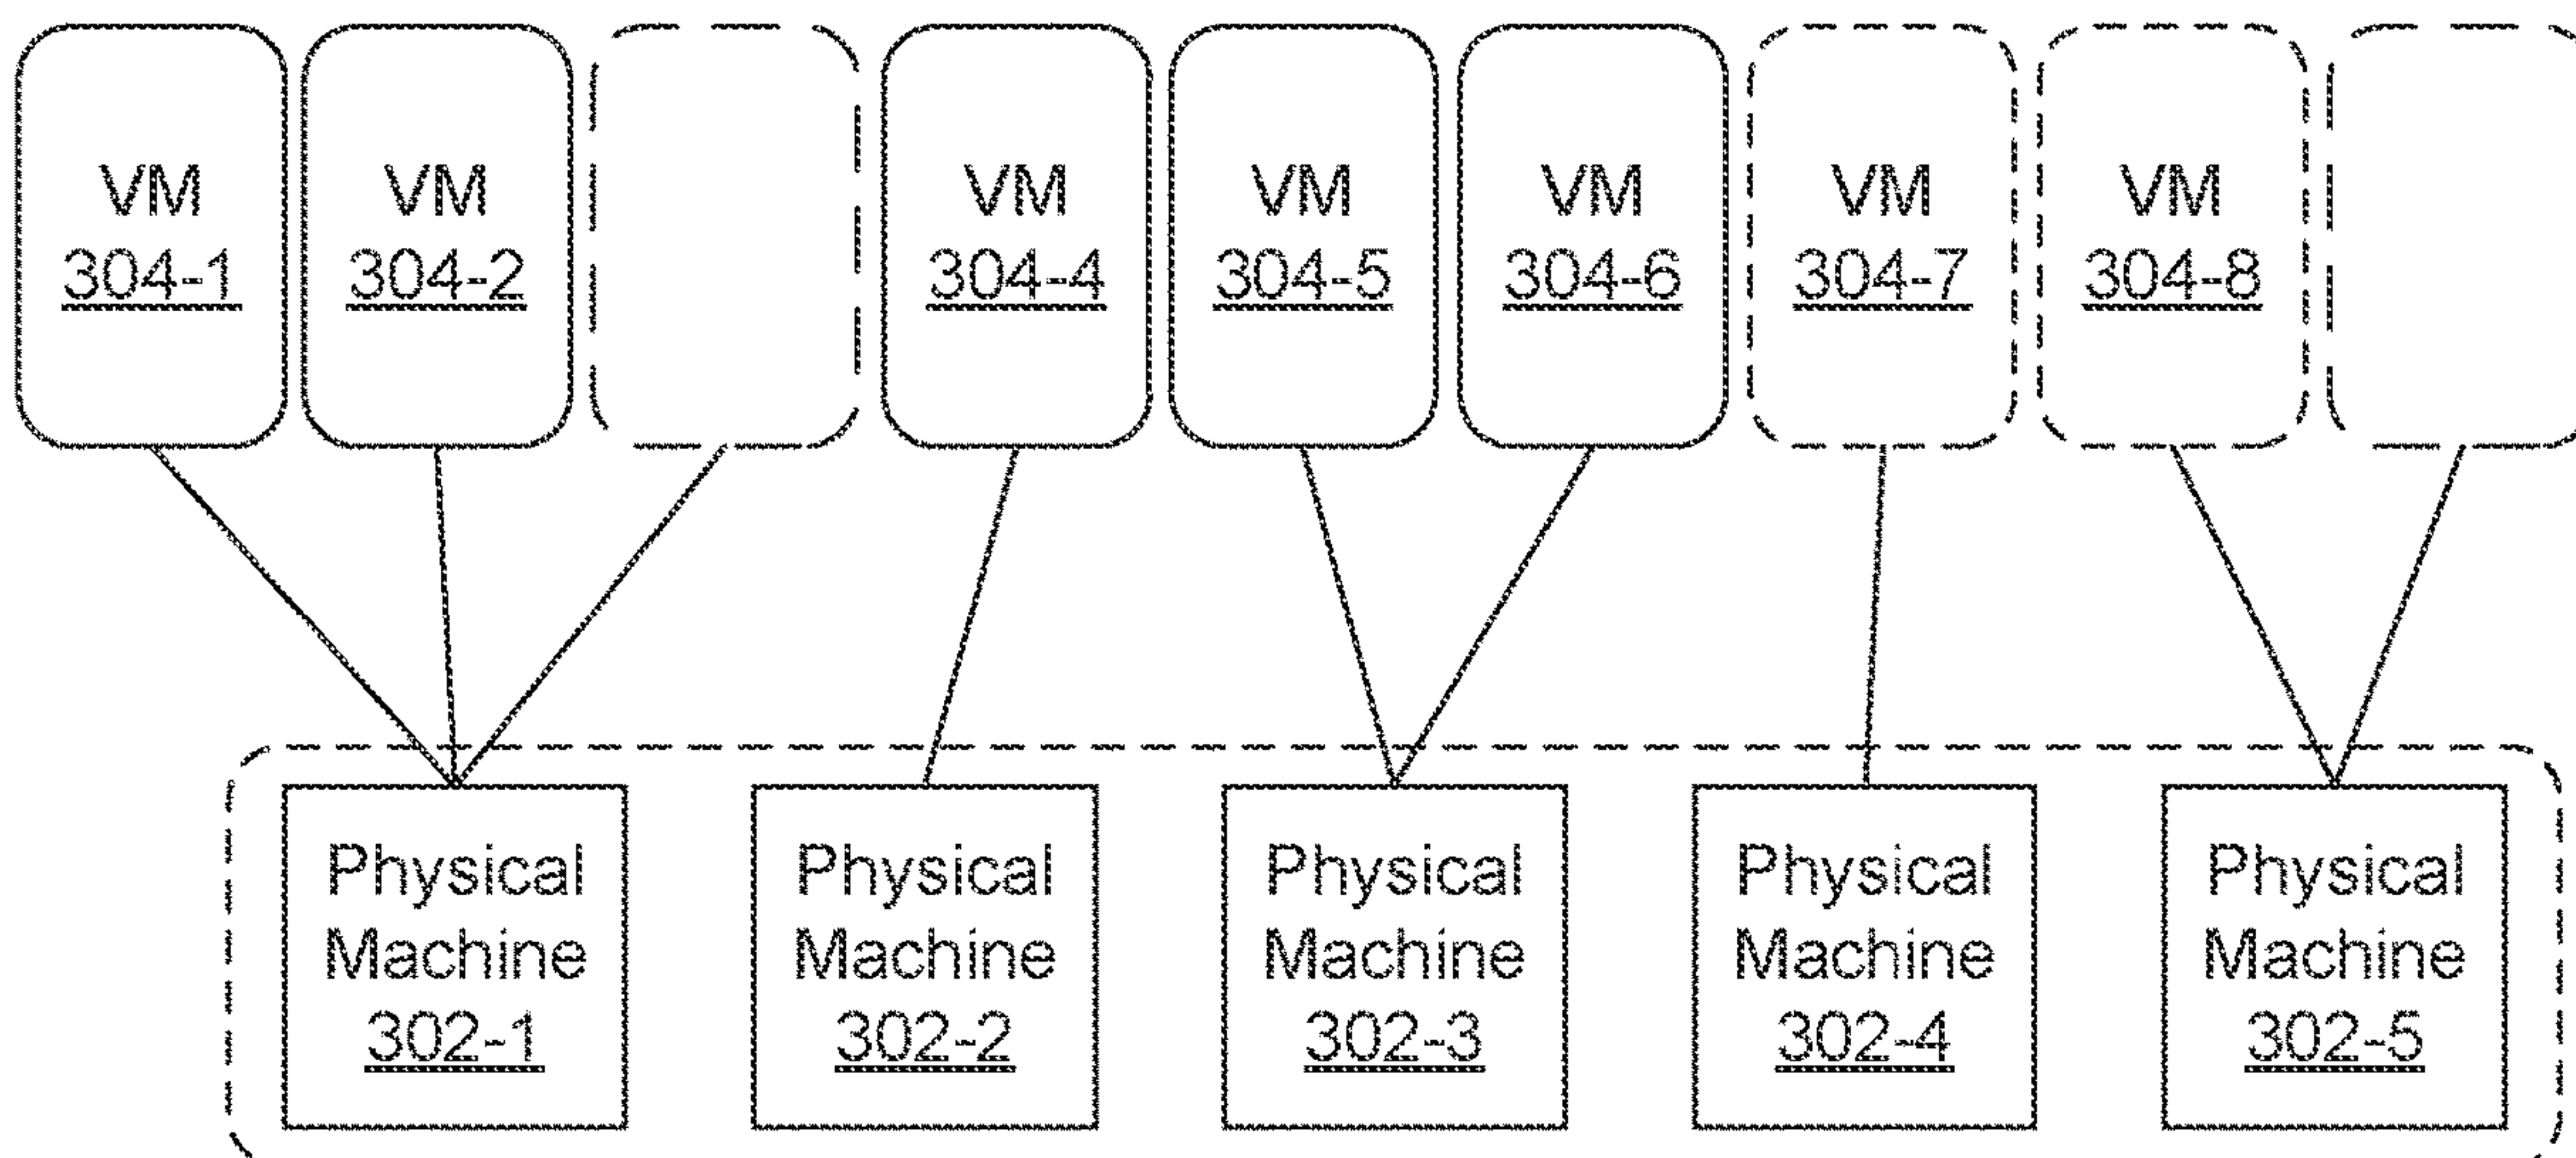 VM
304-1
VM
304-2
VM
304-4
VM
304-5
VM
304-6
VM
304-7
VM
304-8
Physical
Machine
302-1
Physical
Machine
302-2
Physical
Machine
302-3
Physical
Machine
302-4
Physical
Machine
302-5